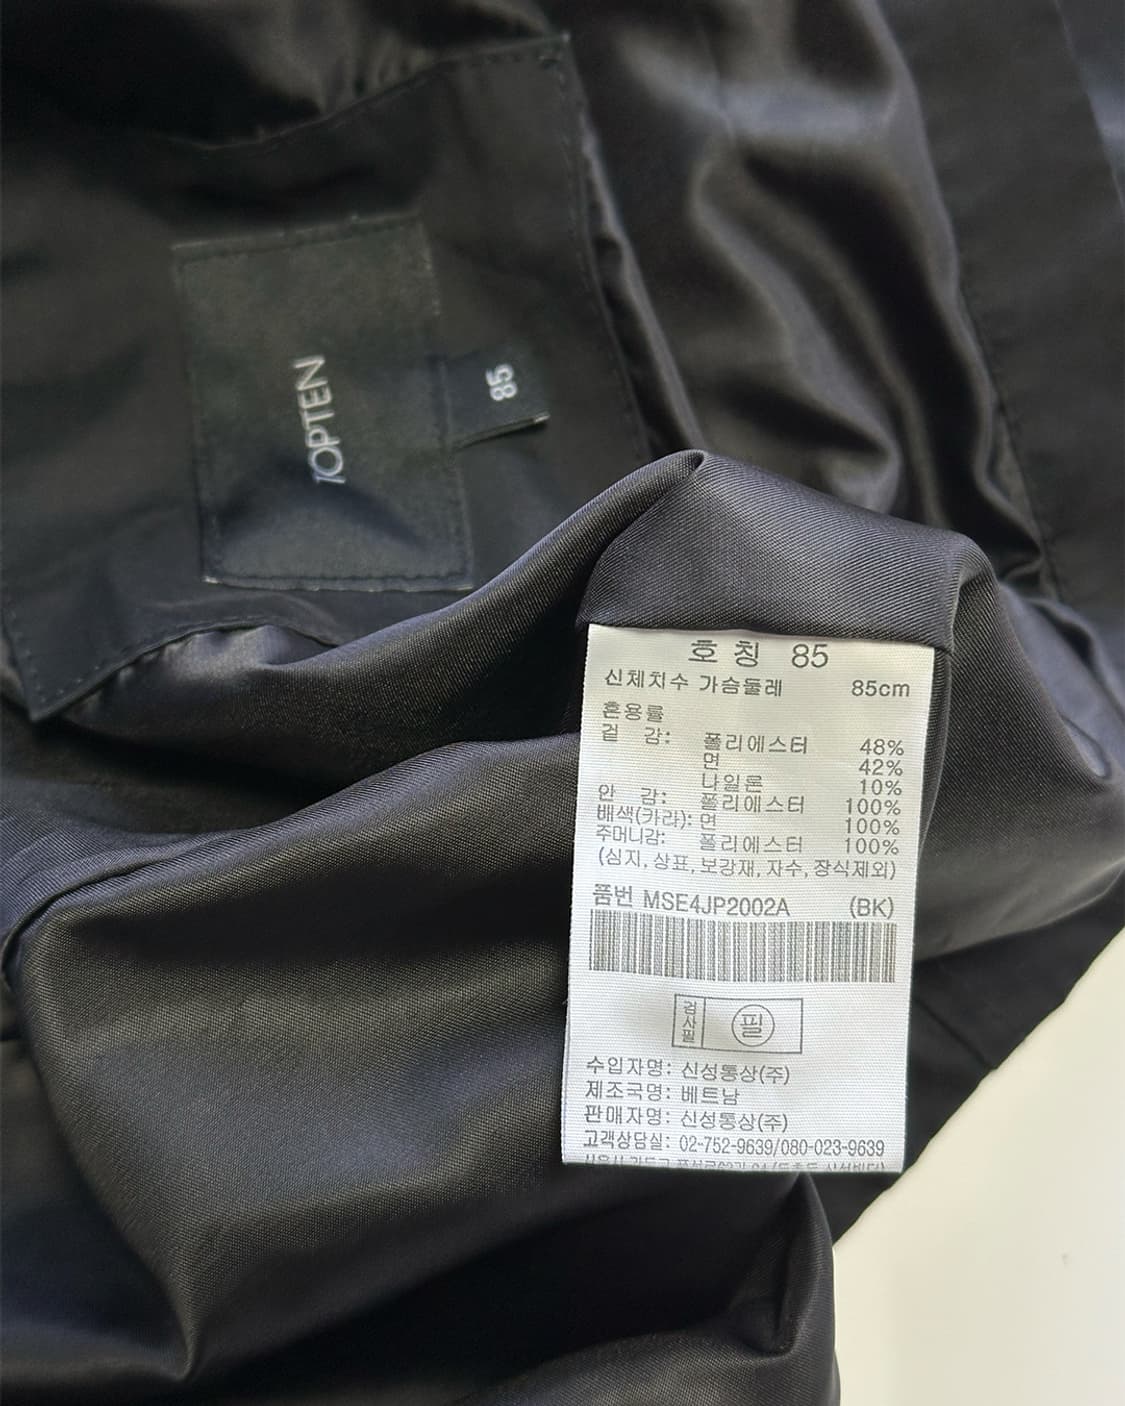 TOPTEN
85
호 칭 85
신체치수 가슴둘레 85cm
혼용률
겉 감: 폴리에스터 48%
면 42%
나일론 10%
안 감: 폴리에스터 100%
배색(카라): 면 100%
주머니감: 폴리에스터 100%
(심지, 상표, 보강재, 자수, 장식제외)
품번 MSE4JP2002A (BK)
검사필 필
수입자명: 신성통상(주)
제조국명: 베트남
판매자명: 신성통상(주)
고객상담실: 02-752-9639/080-023-9639